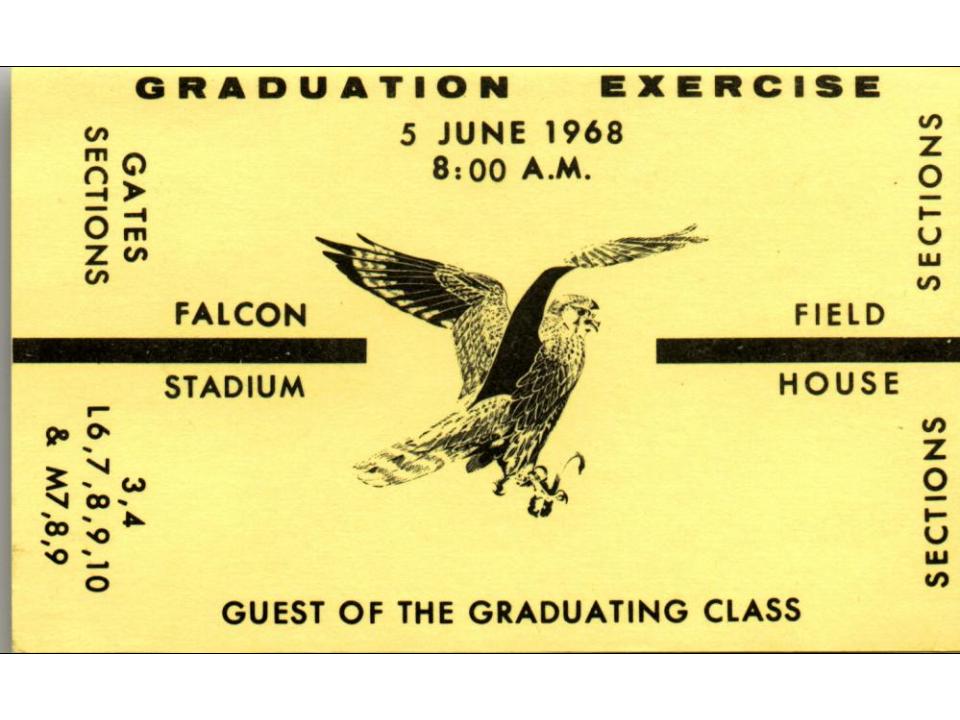 GRADUATION EXERCISE
5 JUNE 1968
8:00 A.M.
GATES
SECTIONS
FALCON
STADIUM
3,4
L6,7,8,9,10
& M7,8,9
SECTIONS
FIELD
HOUSE
SECTIONS
GUEST OF THE GRADUATING CLASS